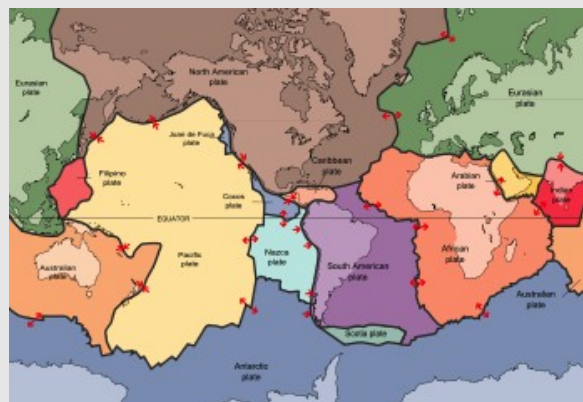 Eurasian
plate
North American
plate
Juan de Fuca
plate
Filipino
plate
Cocos
plate
Caribbean
plate
Arabian
plate
Eurasian
plate
Indian
plate
EQUATOR
Australian
plate
Pacific
plate
Nazca
plate
South American
plate
African
plate
Australian
plate
Scotia plate
Antarctic
plate